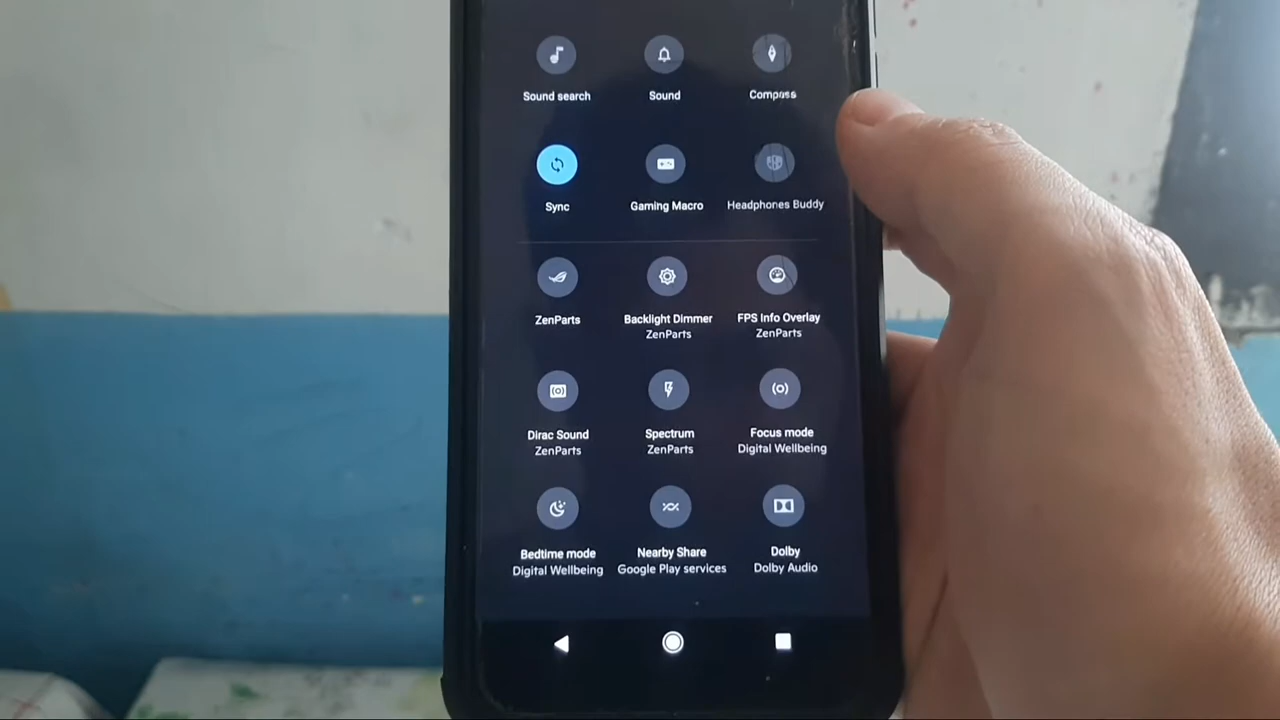 Sound search
Sound
Compass
Sync
Gaming Macro
Headphones Buddy
ZenParts
Backlight Dimmer
ZenParts
FPS Info Overlay
ZenParts
Dirac Sound
ZenParts
Spectrum
ZenParts
Focus mode
Digital Wellbeing
Bedtime mode
Digital Wellbeing
Nearby Share
Google Play services
Dolby
Dolby Audio